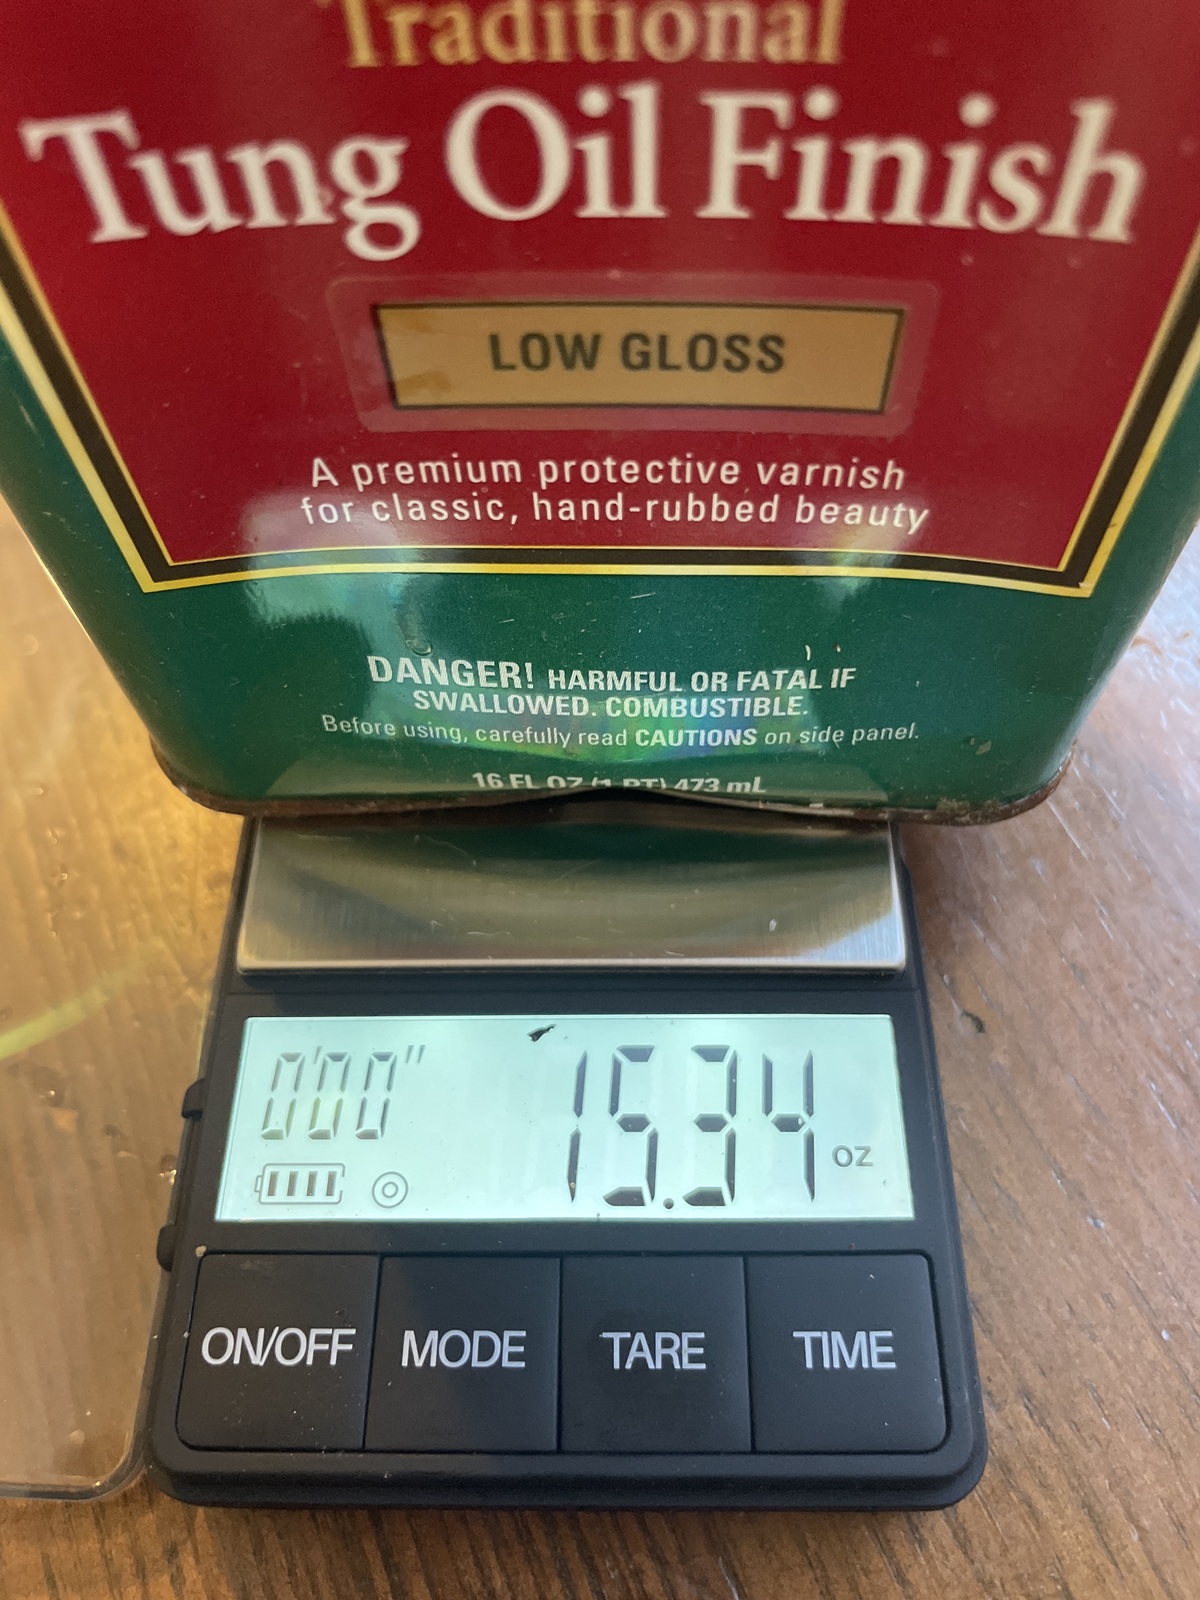 Traditional
Tung Oil Finish
LOW GLOSS
A premium protective varnish
for classic, hand-rubbed beauty
DANGER! HARMFUL OR FATAL IF
SWALLOWED. COMBUSTIBLE.
Before using, carefully read CAUTIONS on side panel.
16 FL OZ (1 PT) 473 mL
0'00" 15.34 oz
ON/OFF MODE TARE TIME